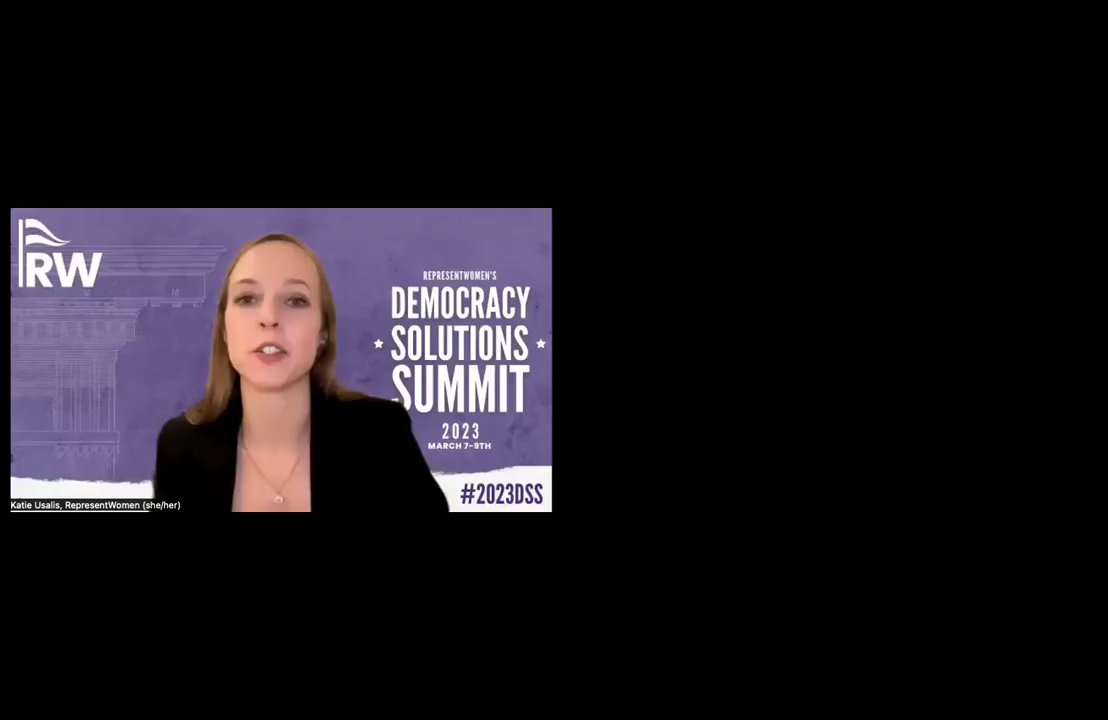 RW
REPRESENTWOMEN'S
DEMOCRACY
SOLUTIONS
SUMMIT
2023
MARCH 7-9TH
#2023DSS
Katie Usalis, RepresentWomen (she/her)